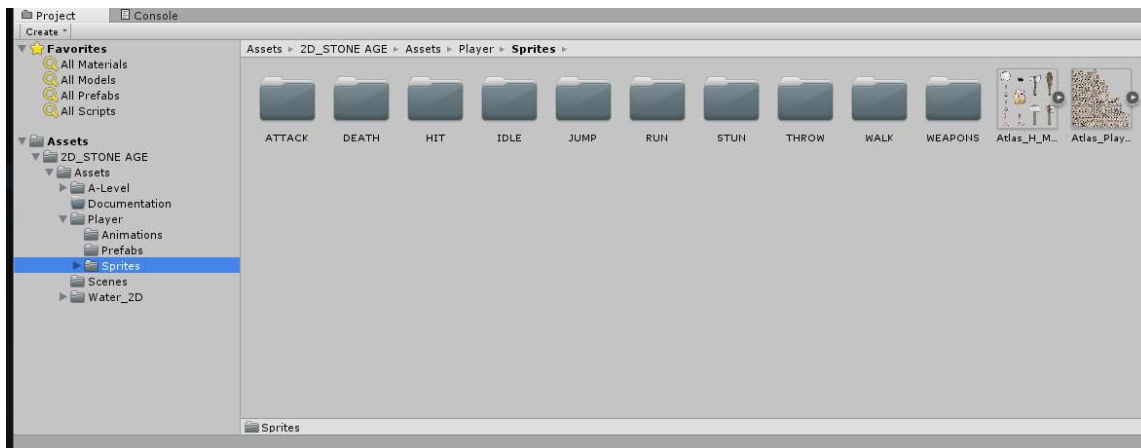 Project Console
Create
Favorites
All Materials
All Models
All Prefabs
All Scripts
Assets
2D_STONE AGE
Assets
A-Level
Documentation
Player
Animations
Prefabs
Sprites
Scenes
Water_2D
Assets 2D_STONE AGE Assets Player Sprites
ATTACK DEATH HIT IDLE JUMP RUN STUN THROW WALK WEAPONS Atlas_H_M... Atlas_Play...
Sprites